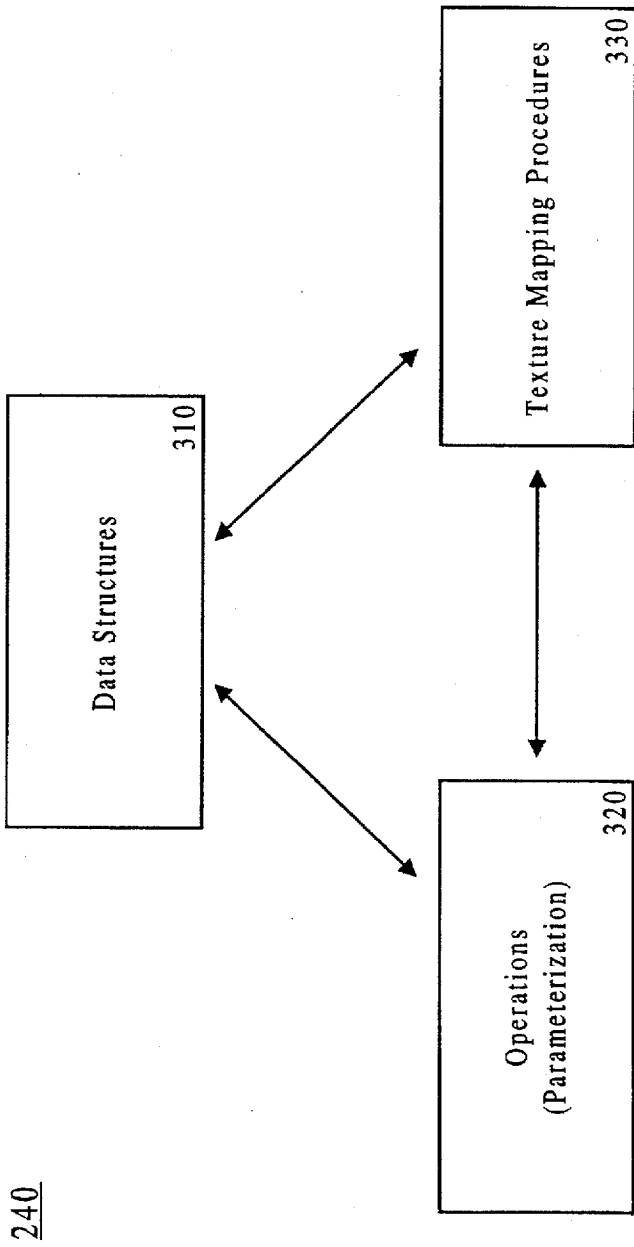 240
Data Structures
310
Operations
(Parameterization)
320
Texture Mapping Procedures
330